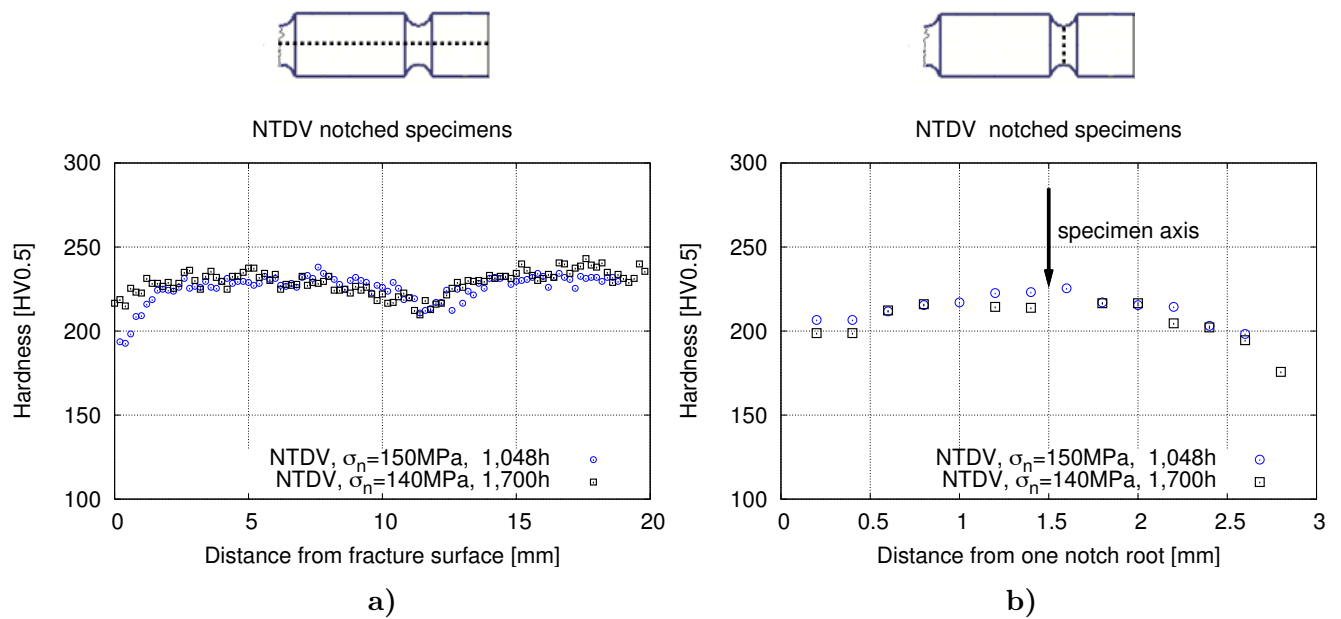 NTDV notched specimens
300
250
200
150
100
Hardness [HV0.5]
NTDV, σn=150MPa, 1,048h
NTDV, σn=140MPa, 1,700h
0 5 10 15 20
Distance from fracture surface [mm]
a)
NTDV notched specimens
300
250
200
150
100
Hardness [HV0.5]
specimen axis
NTDV, σn=150MPa, 1,048h
NTDV, σn=140MPa, 1,700h
0 0.5 1 1.5 2 2.5 3
Distance from one notch root [mm]
b)